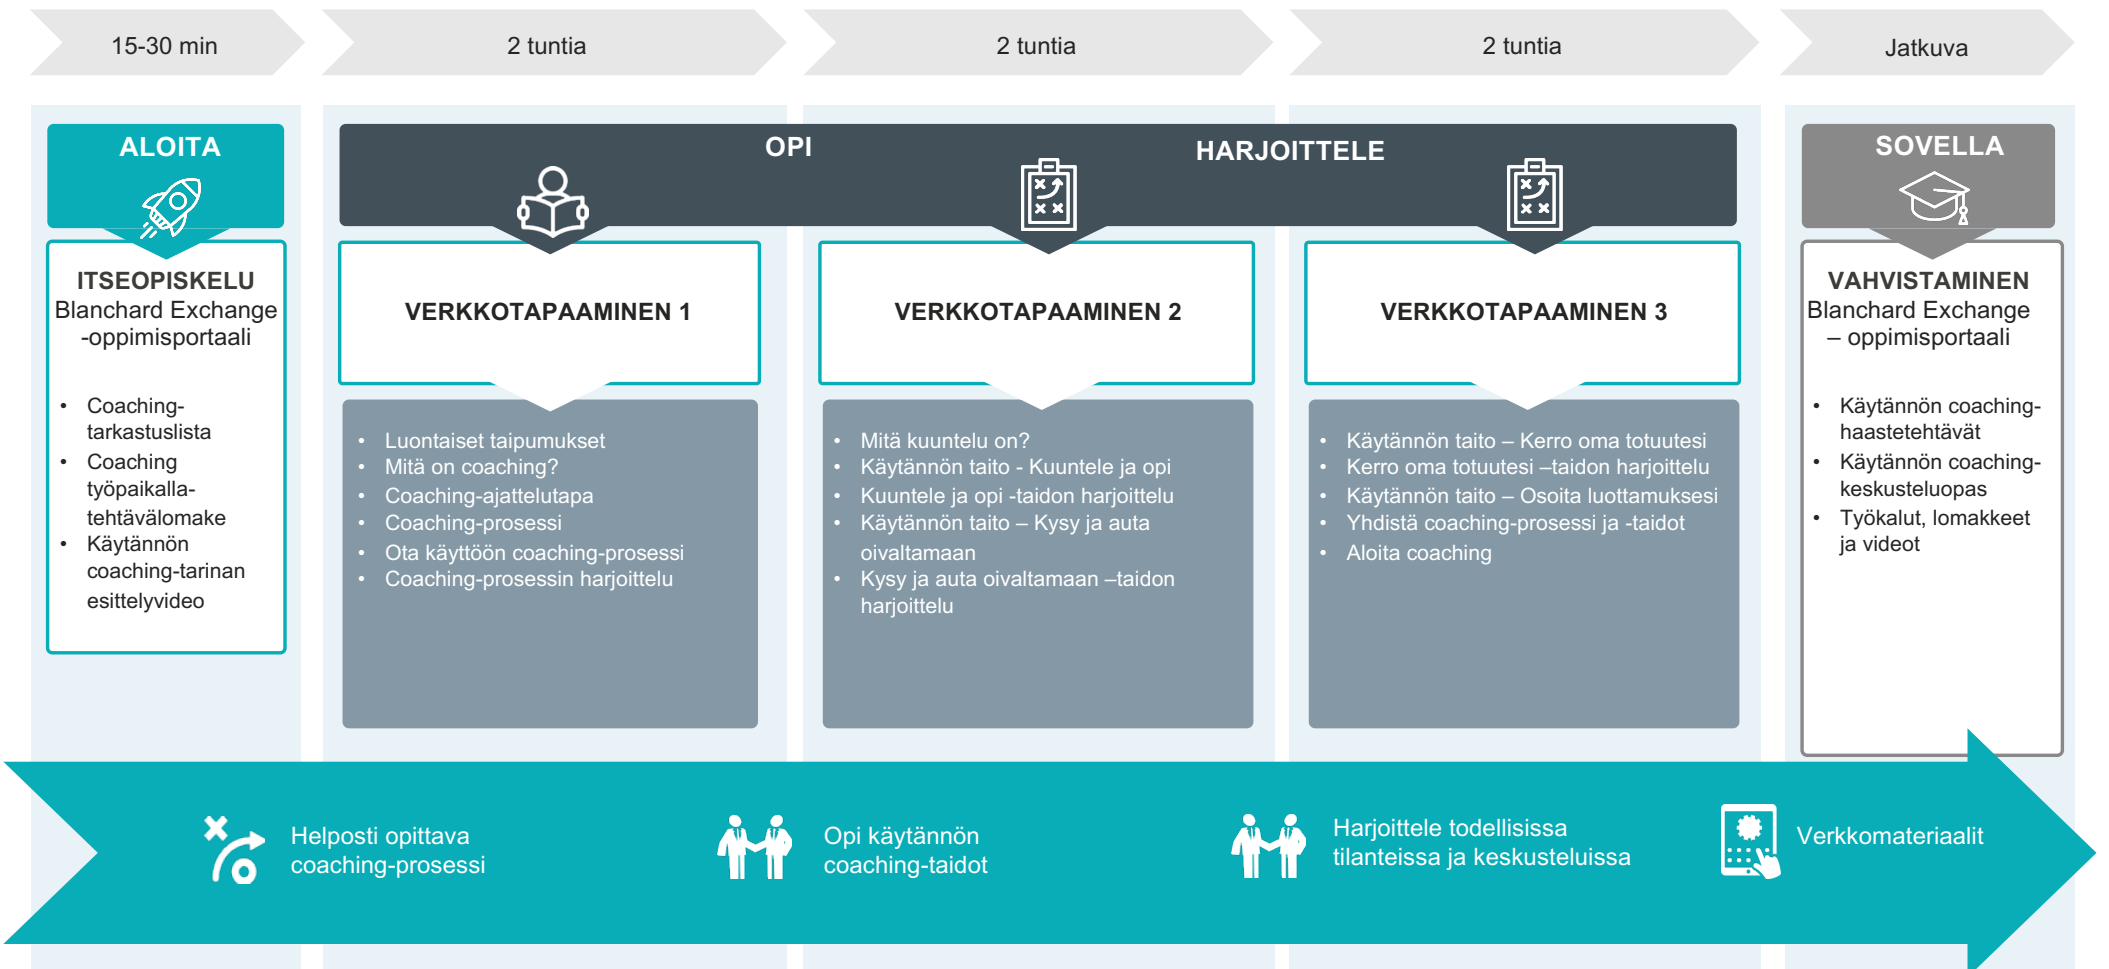 15-30 min
2 tuntia
2 tuntia
2 tuntia
Jatkuva
ALOITA
OPI
HARJOITTELE
SOVELLA
ITSEOPISKELU
Blanchard Exchange
-oppimisportaali
• Coaching-
tarkastuslista
• Coaching
työpaikalla-
tehtävälomake
• Käytännön
coaching-tarinan
esittelyvideo
VERKKOTAPAAMINEN 1
• Luontaiset taipumukset
• Mitä on coaching?
• Coaching-ajattelutapa
• Coaching-prosessi
• Ota käyttöön coaching-prosessi
• Coaching-prosessin harjoittelu
VERKKOTAPAAMINEN 2
• Mitä kuuntelu on?
• Käytännön taito - Kuuntele ja opi
• Kuuntele ja opi -taidon harjoittelu
• Käytännön taito – Kysy ja auta
oivaltamaan
• Kysy ja auta oivaltamaan –taidon
harjoittelu
VERKKOTAPAAMINEN 3
• Käytännön taito – Kerro oma totuutesi
• Kerro oma totuutesi –taidon harjoittelu
• Käytännön taito – Osoita luottamuksesi
• Yhdistä coaching-prosessi ja -taidot
• Aloita coaching
VAHVISTAMINEN
Blanchard Exchange
– oppimisportaali
• Käytännön coaching-
haastetehtävät
• Käytännön coaching-
keskusteluopas
• Työkalut, lomakkeet
ja videot
Helposti opittava
coaching-prosessi
Opi käytännön
coaching-taidot
Harjoittele todellisissa
tilanteissa ja keskusteluissa
Verkkomateriaalit